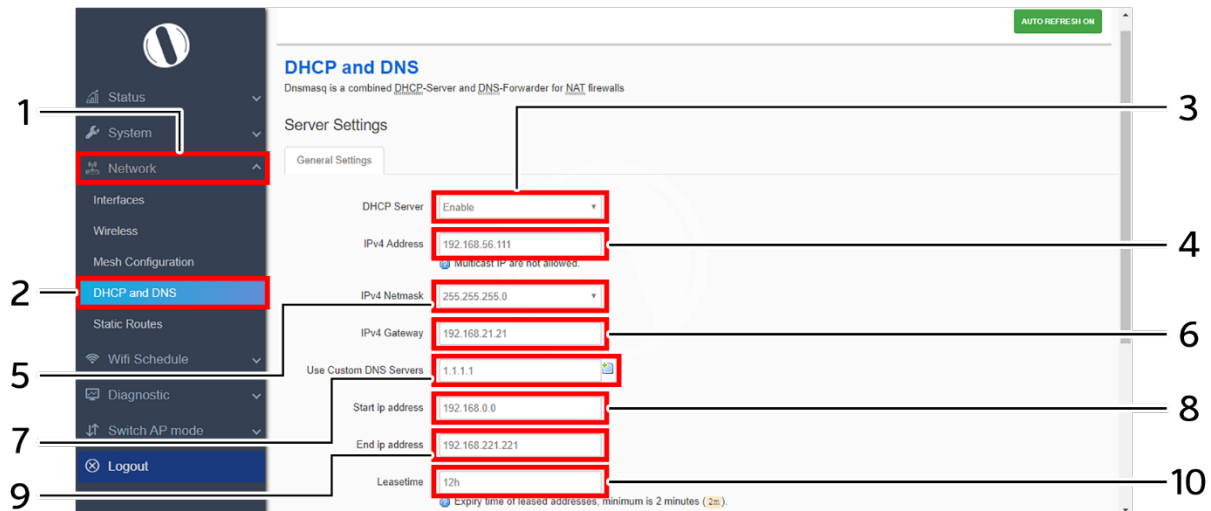 AUTO REFRESH ON
DHCP and DNS
Dnsmasq is a combined DHCP-Server and DNS-Forwarder for NAT firewalls
Server Settings
General Settings
Status
System
Network
Interfaces
Wireless
Mesh Configuration
DHCP and DNS
Static Routes
Wifi Schedule
Diagnostic
Switch AP mode
Logout
DHCP Server Enable
IPv4 Address 192.168.56.111
Multicast IP are not allowed.
IPv4 Netmask 255.255.255.0
IPv4 Gateway 192.168.21.21
Use Custom DNS Servers 1.1.1.1
Start ip address 192.168.0.0
End ip address 192.168.221.221
Leasetime 12h
Expiry time of leased addresses, minimum is 2 minutes ( 2m ).
1
2
3
4
5
6
7
8
9
10